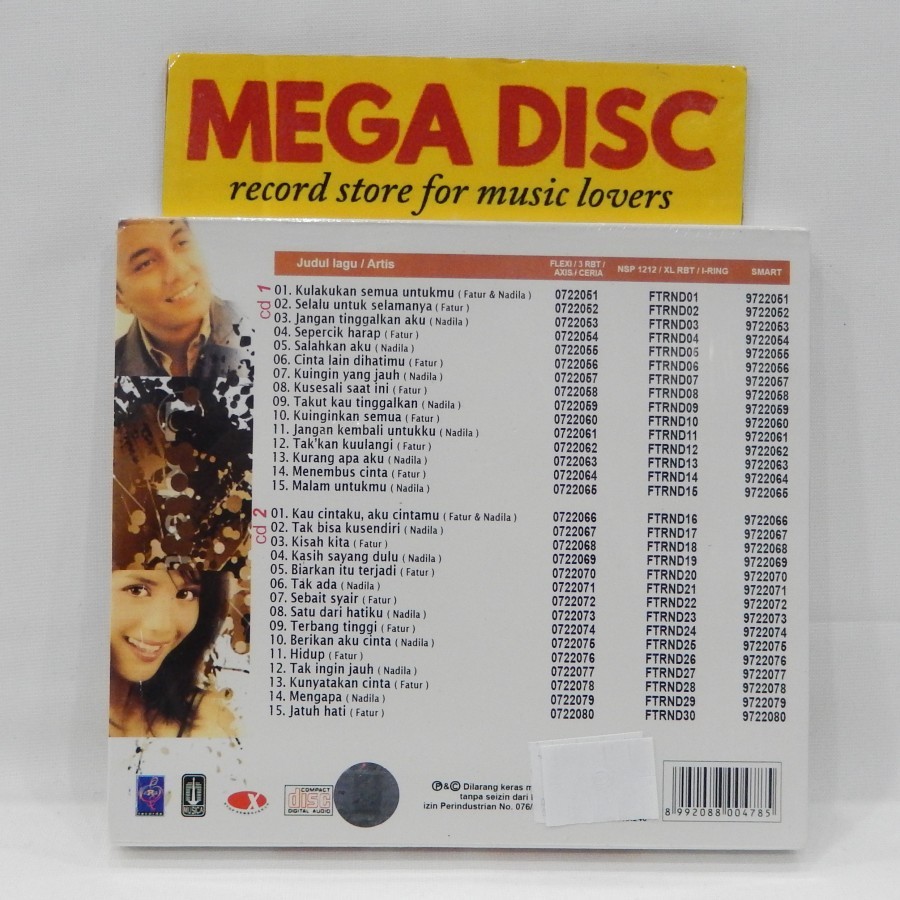 MEGA DISC
record store for music lovers
Judul lagu / Artis FLEXI / 3 RBT / AXIS / CERIA NSP 1212 / XL RBT / I-RING SMART
cd 1
01. Kulakukan semua untukmu ( Fatur & Nadila ) 0722051 FTRND01 9722051
02. Selalu untuk selamanya ( Fatur ) 0722052 FTRND02 9722052
03. Jangan tinggalkan aku ( Nadila ) 0722053 FTRND03 9722053
04. Sepercik harap ( Fatur ) 0722054 FTRND04 9722054
05. Salahkan aku ( Nadila ) 0722055 FTRND05 9722055
06. Cinta lain dihatimu ( Fatur ) 0722056 FTRND06 9722056
07. Kuingin yang jauh ( Nadila ) 0722057 FTRND07 9722057
08. Kusesali saat ini ( Fatur ) 0722058 FTRND08 9722058
09. Takut kau tinggalkan ( Nadila ) 0722059 FTRND09 9722059
10. Kuinginkan semua ( Fatur ) 0722060 FTRND10 9722060
11. Jangan kembali untukku ( Nadila ) 0722061 FTRND11 9722061
12. Tak'kan kuulangi ( Fatur ) 0722062 FTRND12 9722062
13. Kurang apa aku ( Nadila ) 0722063 FTRND13 9722063
14. Menembus cinta ( Fatur ) 0722064 FTRND14 9722064
15. Malam untukmu ( Nadila ) 0722065 FTRND15 9722065
cd 2
01. Kau cintaku, aku cintamu ( Fatur & Nadila ) 0722066 FTRND16 9722066
02. Tak bisa kusendiri ( Nadila ) 0722067 FTRND17 9722067
03. Kisah kita ( Fatur ) 0722068 FTRND18 9722068
04. Kasih sayang dulu ( Nadila ) 0722069 FTRND19 9722069
05. Biarkan itu terjadi ( Fatur ) 0722070 FTRND20 9722070
06. Tak ada ( Nadila ) 0722071 FTRND21 9722071
07. Sebait syair ( Fatur ) 0722072 FTRND22 9722072
08. Satu dari hatiku ( Nadila ) 0722073 FTRND23 9722073
09. Terbang tinggi ( Fatur ) 0722074 FTRND24 9722074
10. Berikan aku cinta ( Nadila ) 0722075 FTRND25 9722075
11. Hidup ( Fatur ) 0722076 FTRND26 9722076
12. Tak ingin jauh ( Nadila ) 0722077 FTRND27 9722077
13. Kunyatakan cinta ( Fatur ) 0722078 FTRND28 9722078
14. Mengapa ( Nadila ) 0722079 FTRND29 9722079
15. Jatuh hati ( Fatur ) 0722080 FTRND30 9722080
MUSICA
X
COMPACT
disc
DIGITAL AUDIO
℗&© Dilarang keras
tanpa seizin dari
izin Perindustrian No. 076/
8 992088 004785